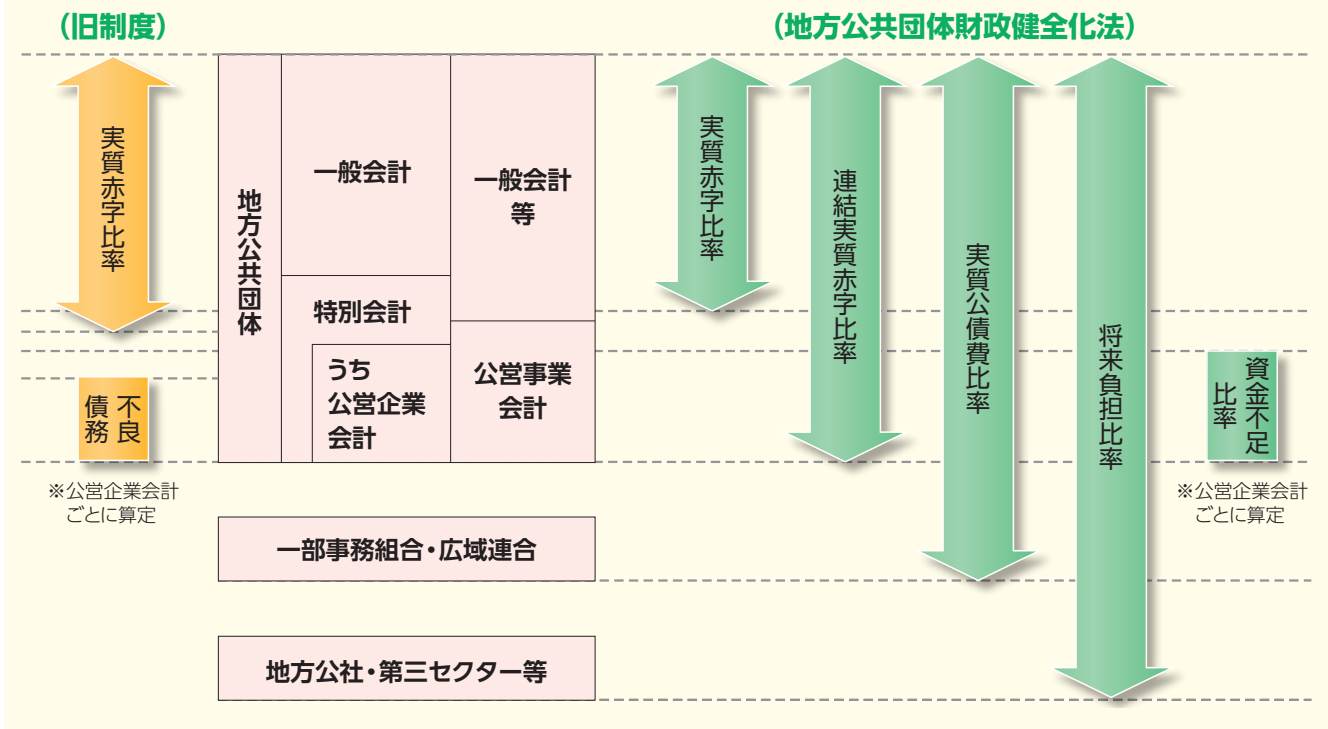 (旧制度)
(地方公共団体財政健全化法)
実質赤字比率
不良
債務
※公営企業会計
ごとに算定
地方公共団体
一般会計
特別会計
うち
公営企業
会計
一般会計
等
公営事業
会計
一部事務組合・広域連合
地方公社・第三セクター等
実質赤字比率
連結実質赤字比率
実質公債費比率
将来負担比率
資金不足
比率
※公営企業会計
ごとに算定